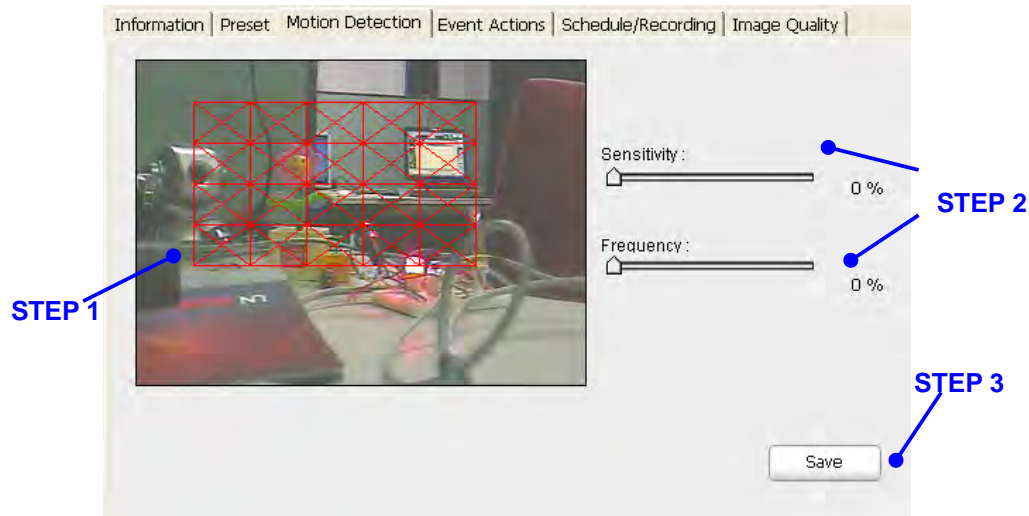 Information Preset Motion Detection Event Actions Schedule/Recording Image Quality
Sensitivity :
0 %
STEP 2
Frequency :
0 %
STEP 1
STEP 3
Save